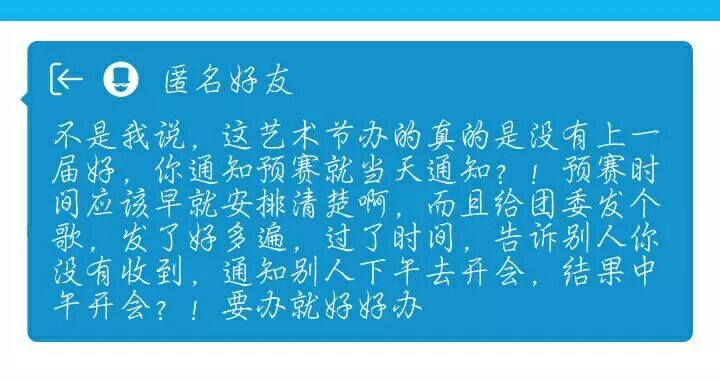 匿名好友
不是我说，这艺术节办的真的是没有上一
届好，你通知预赛就当天通知？！预赛时
间应该早就安排清楚啊，而且给团委发个
歌，发了好多遍，过了时间，告诉别人你
没有收到，通知别人下午去开会，结果中
午开会？！要办就好好办